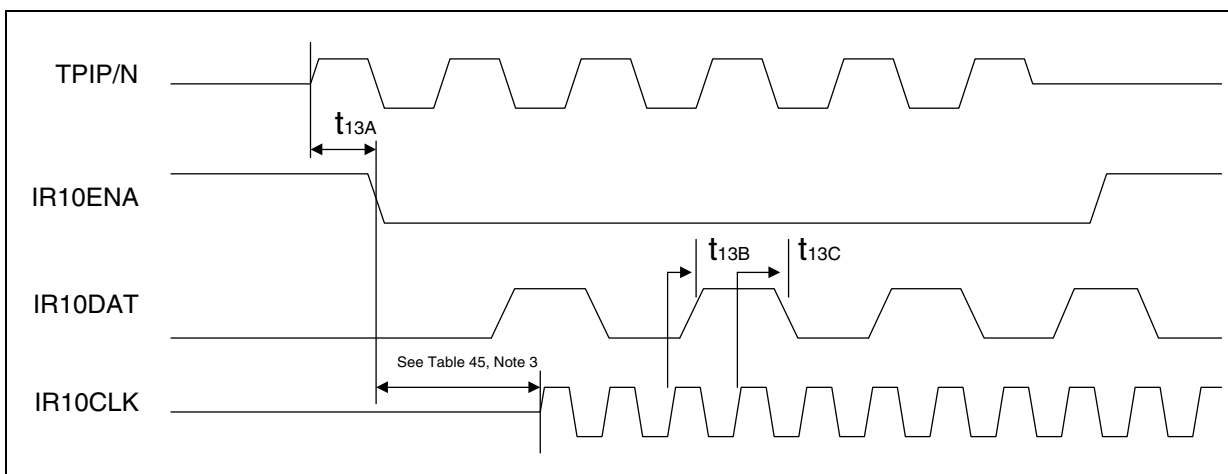 TPIP/N
t13A
IR10ENA
t13B
t13C
IR10DAT
See Table 45, Note 3
IR10CLK